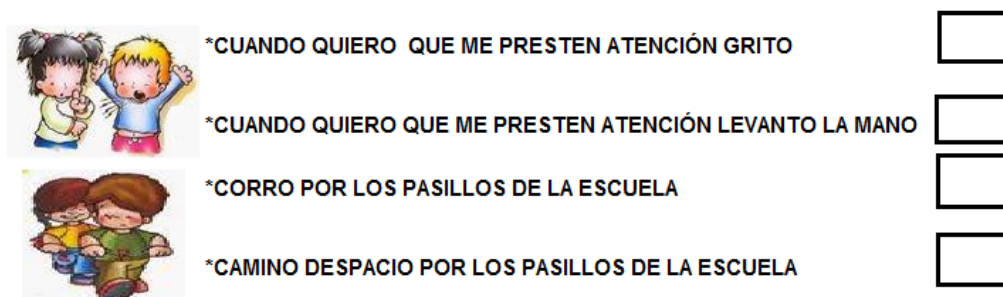 *CUANDO QUIERO QUE ME PRESTEN ATENCIÓN GRITO
*CUANDO QUIERO QUE ME PRESTEN ATENCIÓN LEVANTO LA MANO
*CORRO POR LOS PASILLOS DE LA ESCUELA
*CAMINO DESPACIO POR LOS PASILLOS DE LA ESCUELA